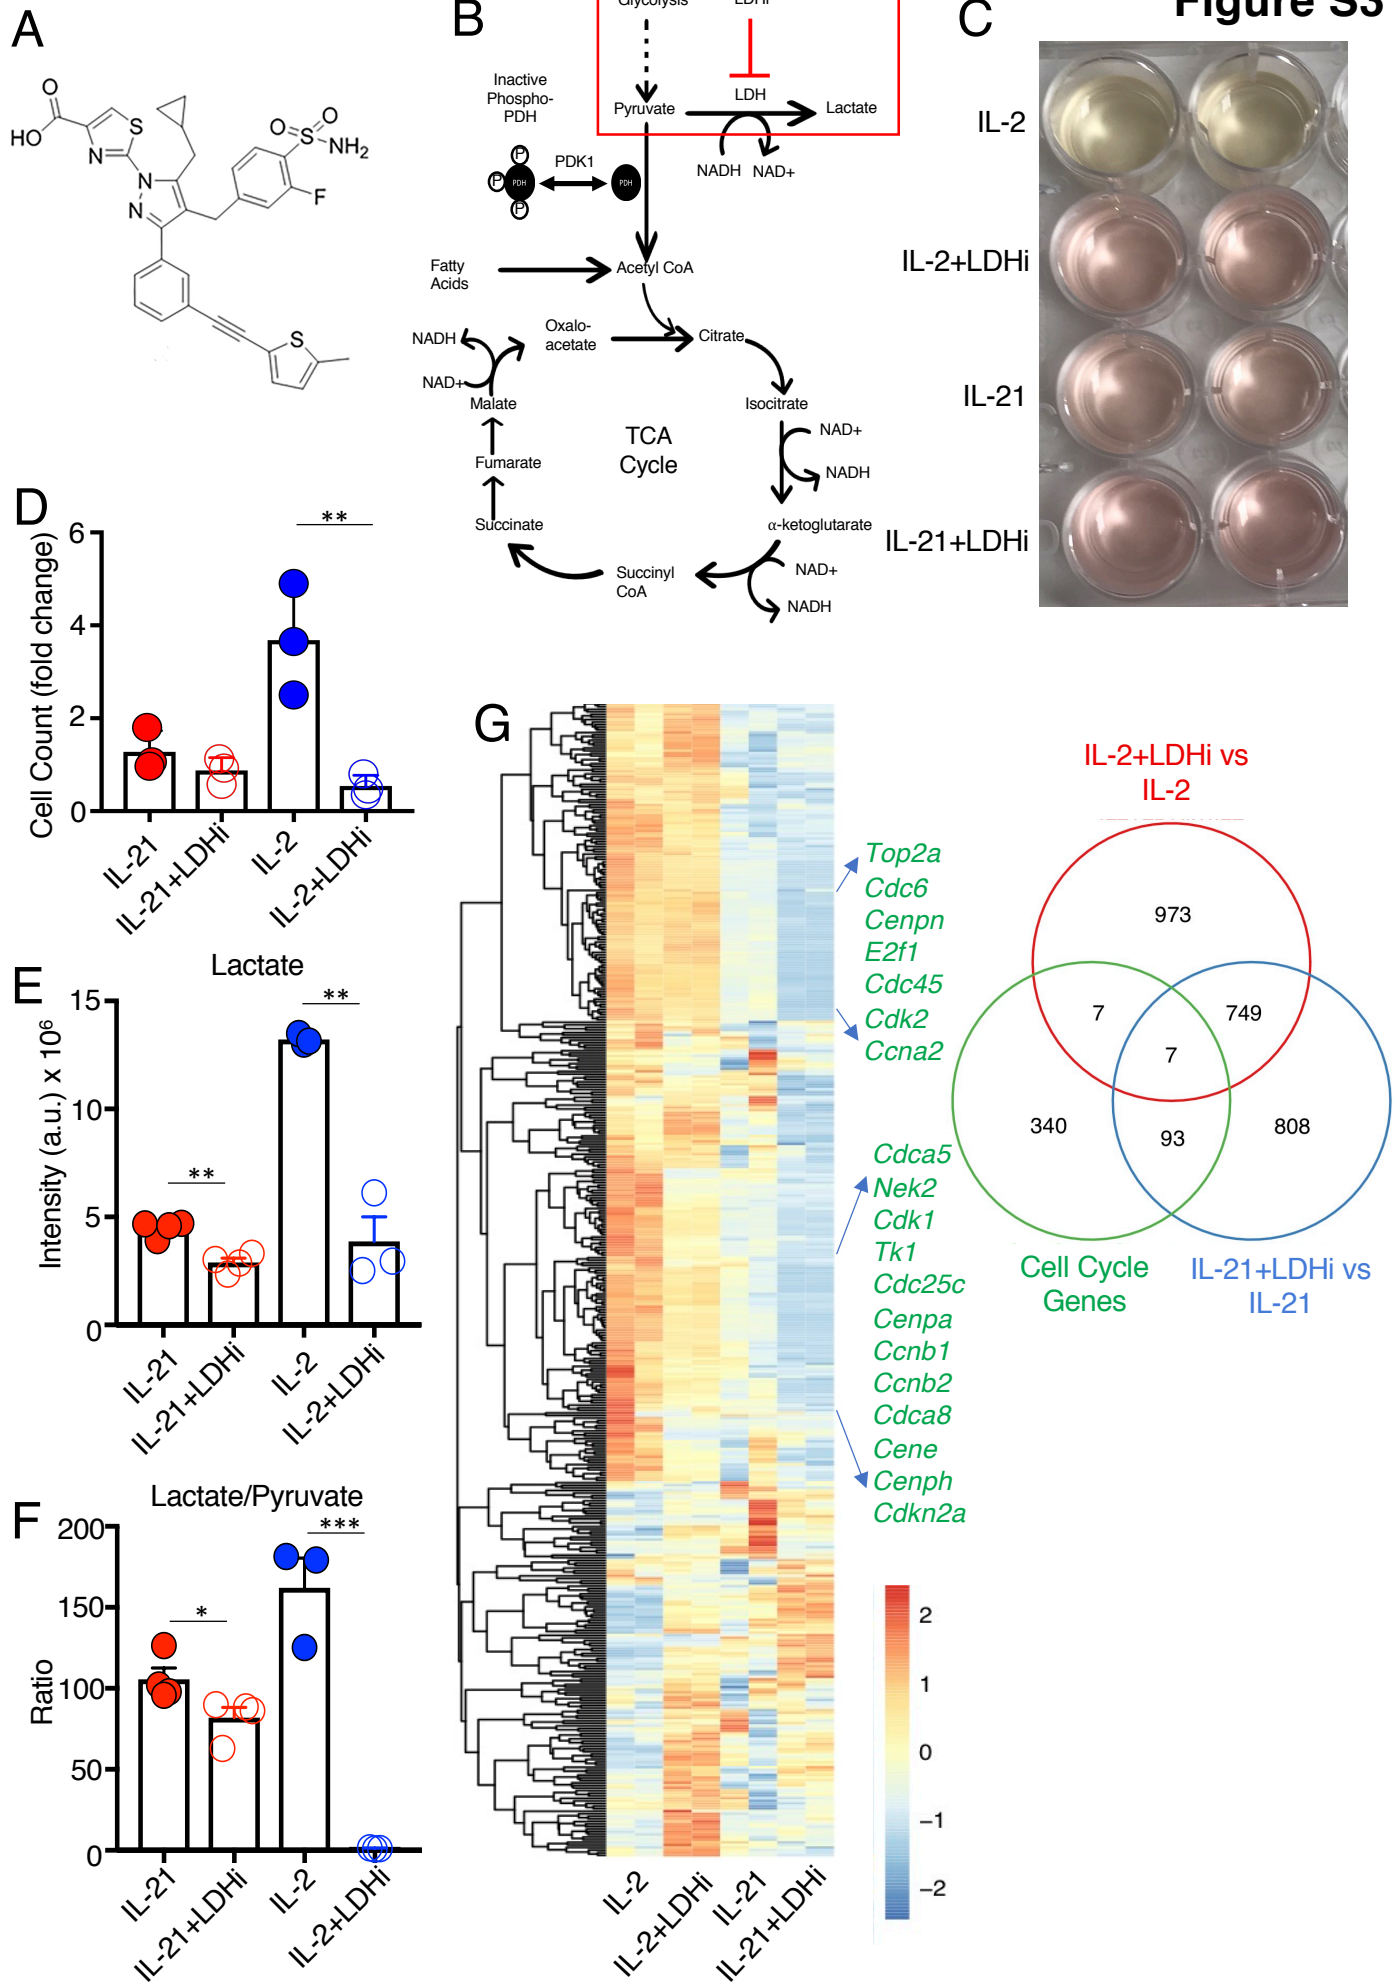 A
B
C
Figure S3
Glycolysis
LDHi
Inactive
Phospho-
PDH
Pyruvate
LDH
Lactate
NADH
NAD+
P
P
P
PDH
PDK1
PDH
Fatty
Acids
Acetyl CoA
NADH
NAD+
Oxalo-
acetate
Citrate
Malate
Isocitrate
NAD+
NADH
TCA
Cycle
Fumarate
Succinate
α-ketoglutarate
NAD+
NADH
Succinyl
CoA
O
HO
S
N
N
N
O
O
S
NH2
F
S
IL-2
IL-2+LDHi
IL-21
IL-21+LDHi
D
Cell Count (fold change)
6
4
2
0
**
IL-21
IL-21+LDHi
IL-2
IL-2+LDHi
E
Lactate
Intensity (a.u.) x 10⁶
15
10
5
0
**
**
IL-21
IL-21+LDHi
IL-2
IL-2+LDHi
F
Lactate/Pyruvate
Ratio
200
150
100
50
0
*
***
IL-21
IL-21+LDHi
IL-2
IL-2+LDHi
G
Top2a
Cdc6
Cenpn
E2f1
Cdc45
Cdk2
Ccna2
Cdca5
Nek2
Cdk1
Tk1
Cdc25c
Cenpa
Ccnb1
Ccnb2
Cdca8
Cene
Cenph
Cdkn2a
IL-2
IL-2+LDHi
IL-21
IL-21+LDHi
2
1
0
−1
−2
IL-2+LDHi vs
IL-2
973
7
749
7
340
93
808
Cell Cycle
Genes
IL-21+LDHi vs
IL-21